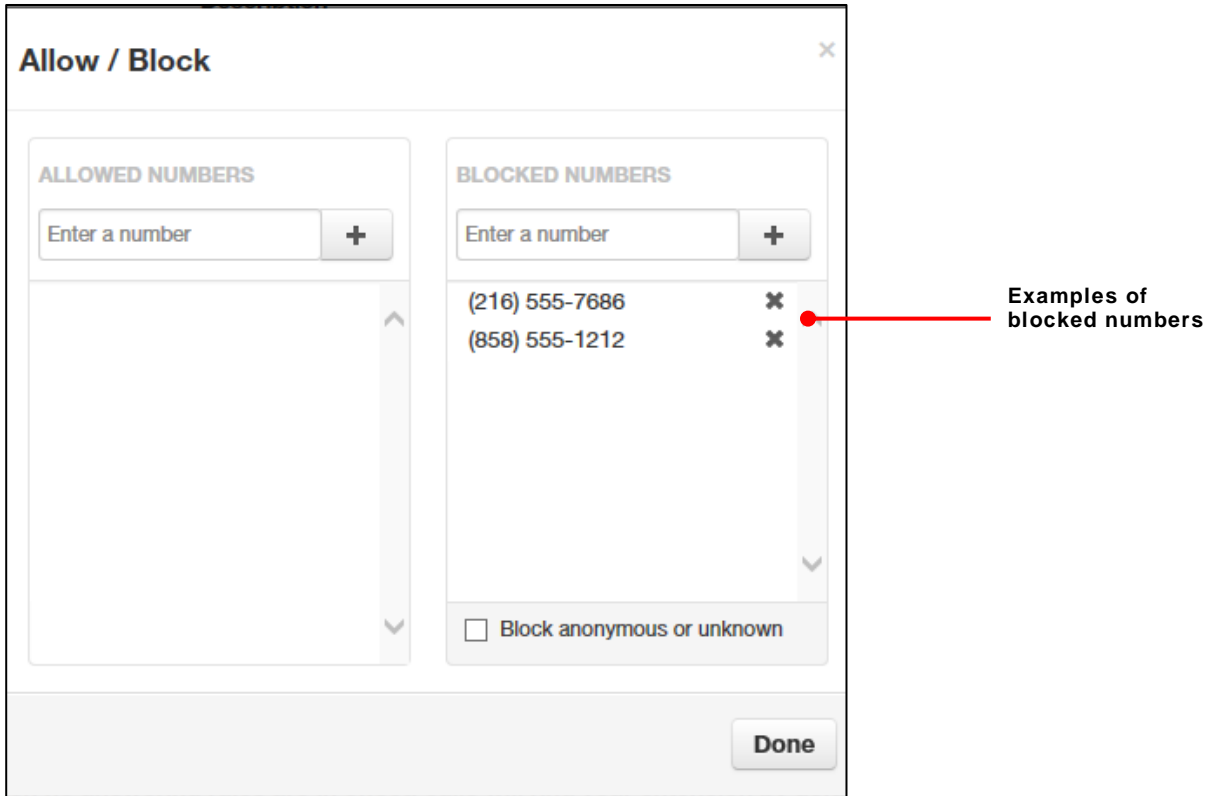 Allow / Block
×
ALLOWED NUMBERS
Enter a number
+
BLOCKED NUMBERS
Enter a number
+
(216) 555-7686 ✖
(858) 555-1212 ✖
Block anonymous or unknown
Done
Examples of
blocked numbers